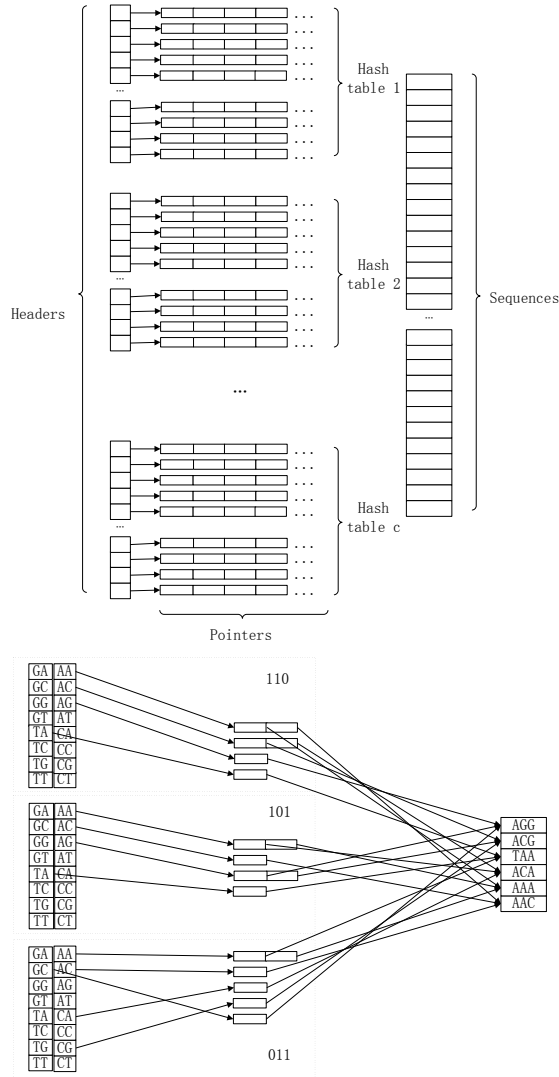 ...
...
...
...
...
Hash
table 1
...
...
...
...
...
...
...
...
...
...
Hash
table 2
...
...
...
...
...
Headers
Sequences
...
...
...
...
...
...
...
Hash
table c
...
...
...
...
...
Pointers
110
GA AA
GC AC
GG AG
GT AT
TA CA
TC CC
TG CG
TT CT
101
GA AA
GC AC
GG AG
GT AT
TA CA
TC CC
TG CG
TT CT
AGG
ACG
TAA
ACA
AAA
AAC
GA AA
GC AC
GG AG
GT AT
TA CA
TC CC
TG CG
TT CT
011